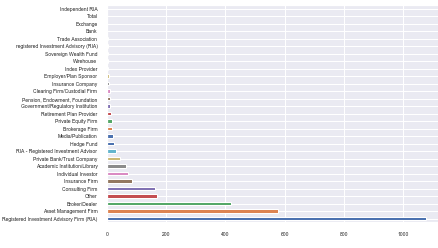 Independent RIA
Total
Exchange
Bank
Trade Association
registered Investment Advisory (RIA)
Sovereign Wealth Fund
Wirehouse
Index Provider
Employer/Plan Sponsor
Insurance Company
Clearing Firm/Custodial Firm
Pension, Endowment, Foundation
Government/Regulatory Institution
Retirement Plan Provider
Private Equity Firm
Brokerage Firm
Media/Publication
Hedge Fund
RIA - Registered Investment Advisor
Private Bank/Trust Company
Academic Institution/Library
Individual Investor
Insurance Firm
Consulting Firm
Other
Broker/Dealer
Asset Management Firm
Registered Investment Advisory Firm (RIA)
0 200 400 600 800 1000